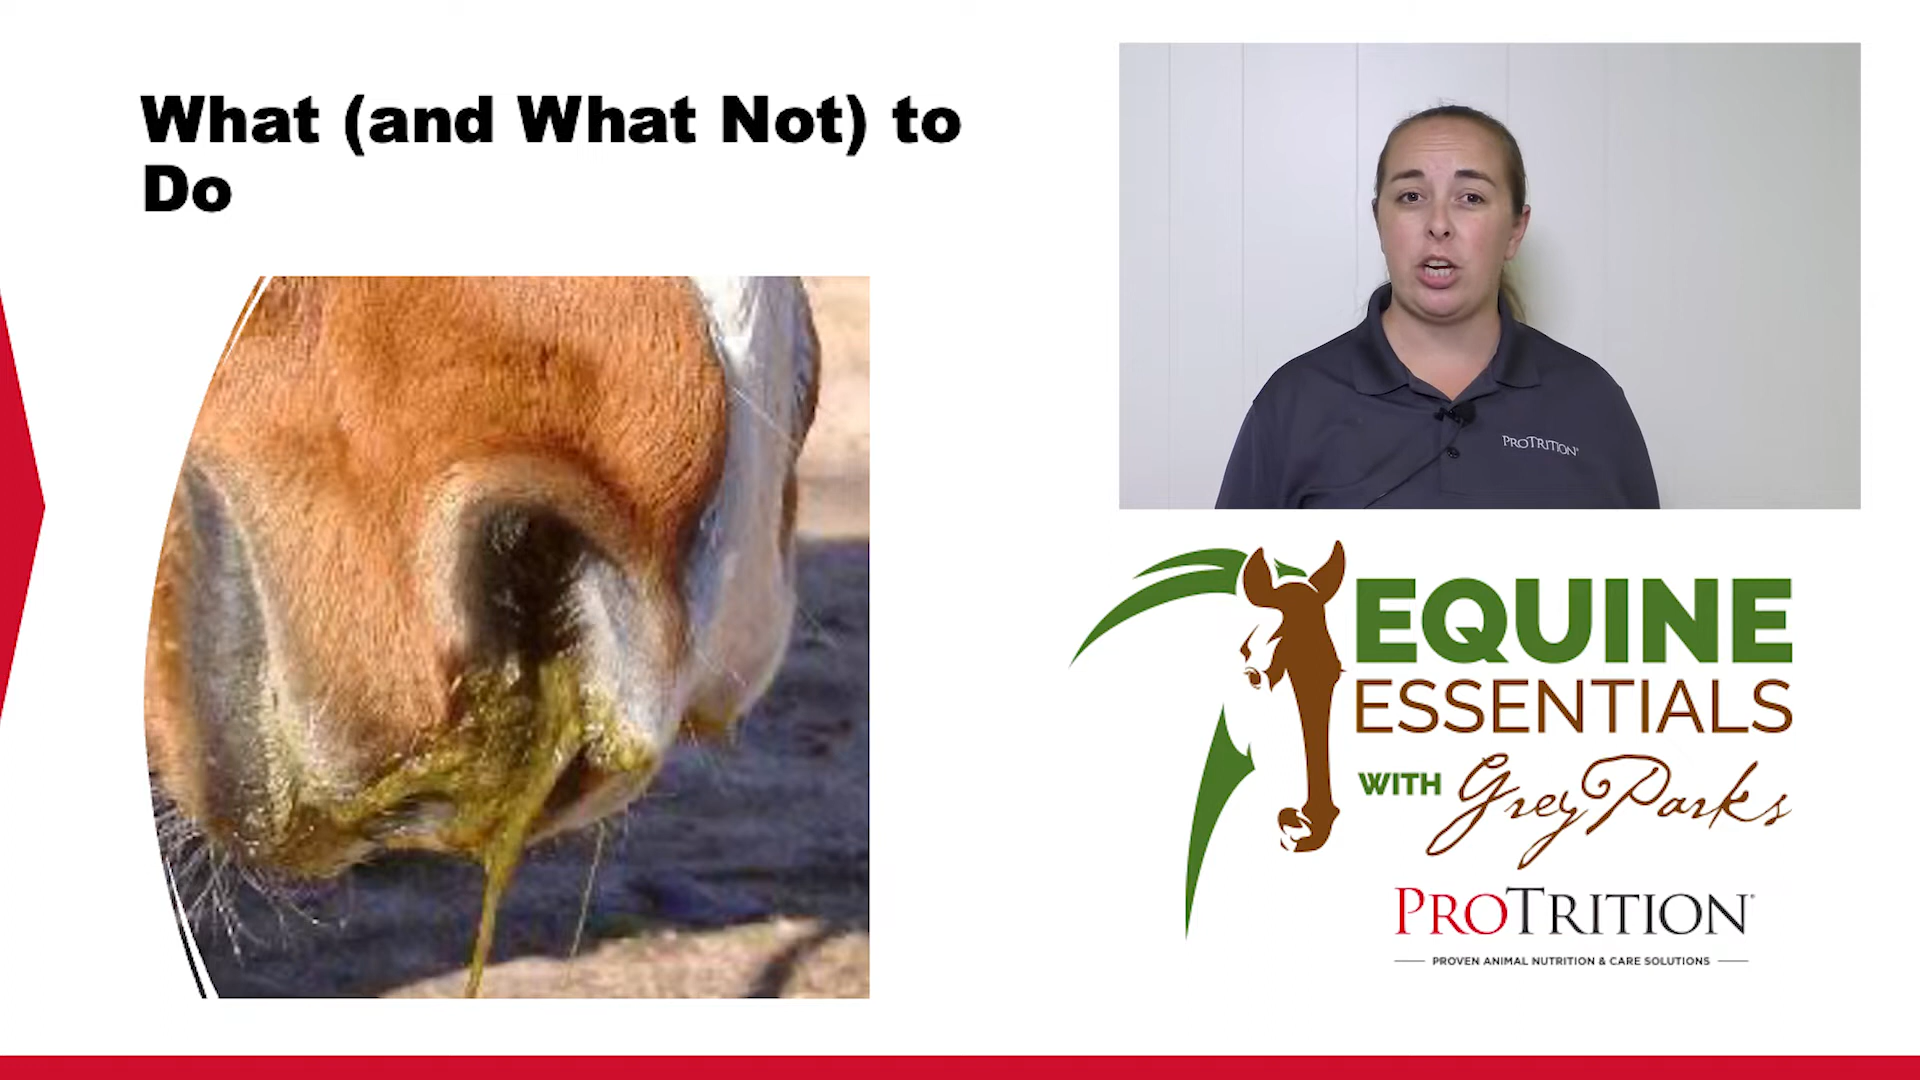 What (and What Not) to
Do
PROTRITION®
EQUINE
ESSENTIALS
WITH Grey Parks
PROTRITION®
PROVEN ANIMAL NUTRITION & CARE SOLUTIONS